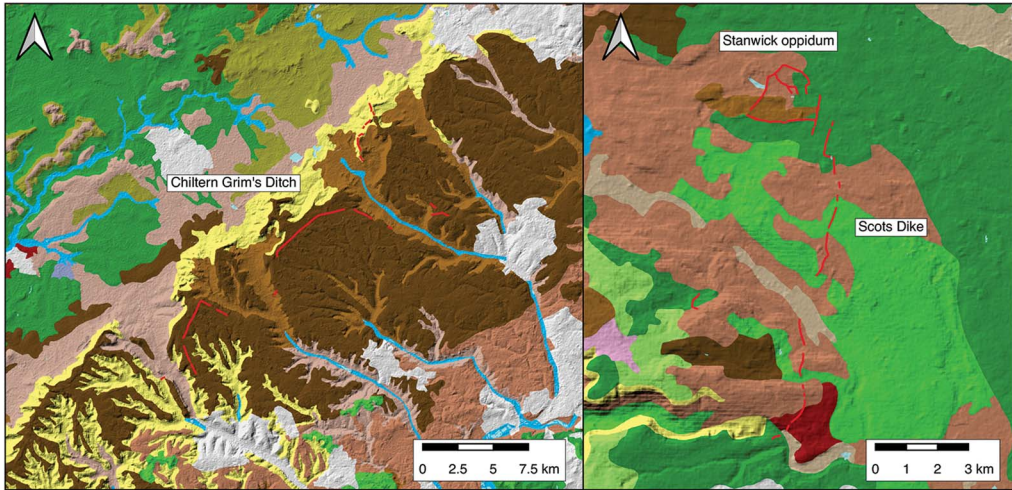 Stanwick oppidum
Chiltern Grim's Ditch
Scots Dike
0 2.5 5 7.5 km
0 1 2 3 km